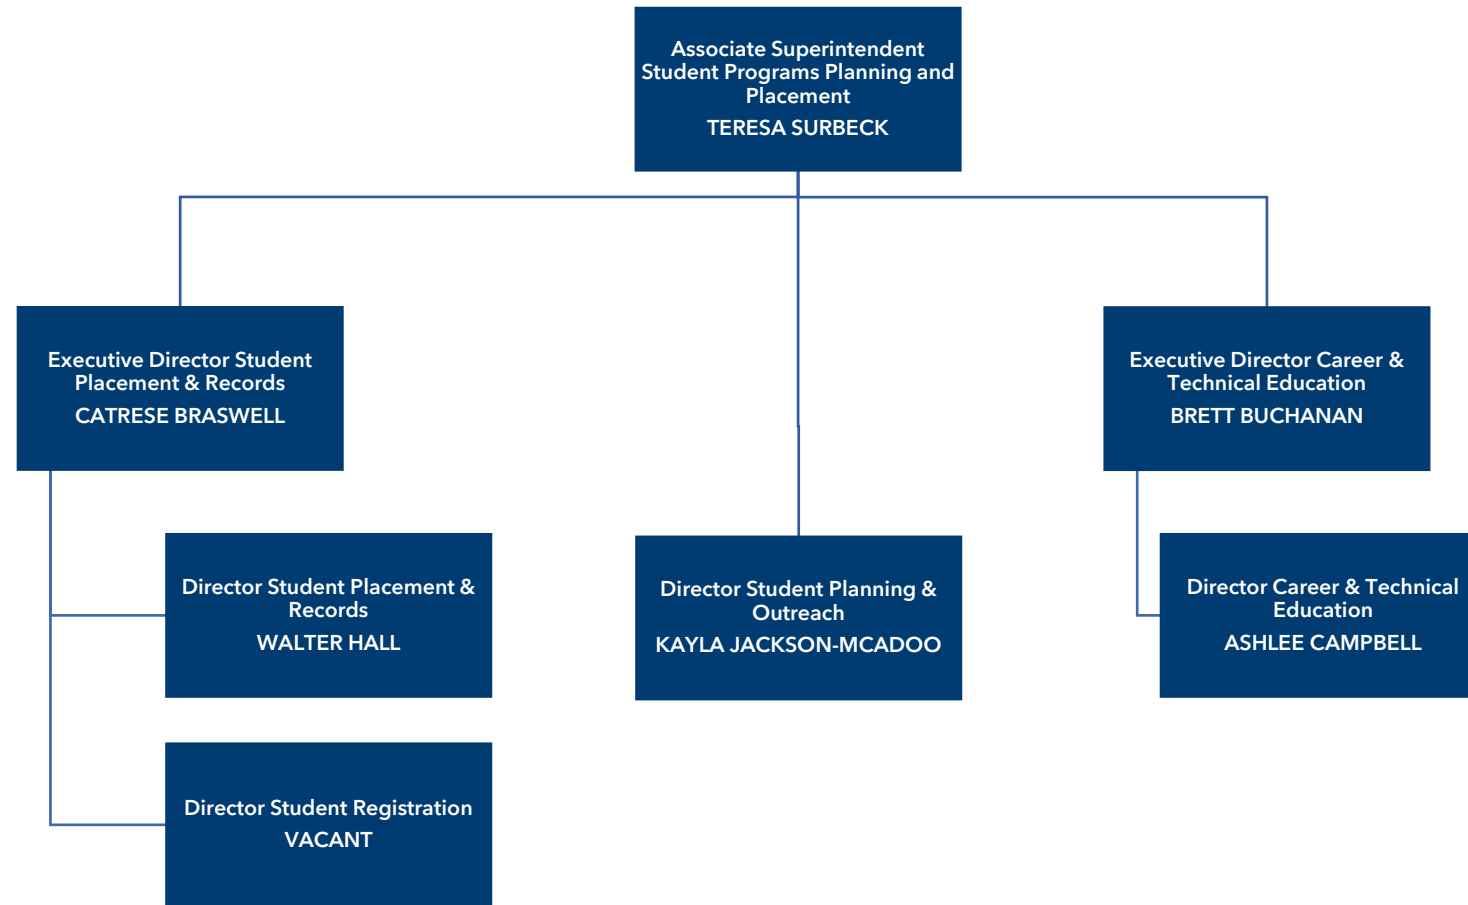 Associate Superintendent
Student Programs Planning and
Placement
TERESA SURBECK
Executive Director Student
Placement & Records
CATRESE BRASWELL
Executive Director Career &
Technical Education
BRETT BUCHANAN
Director Student Placement &
Records
WALTER HALL
Director Student Planning &
Outreach
KAYLA JACKSON-MCADOO
Director Career & Technical
Education
ASHLEE CAMPBELL
Director Student Registration
VACANT